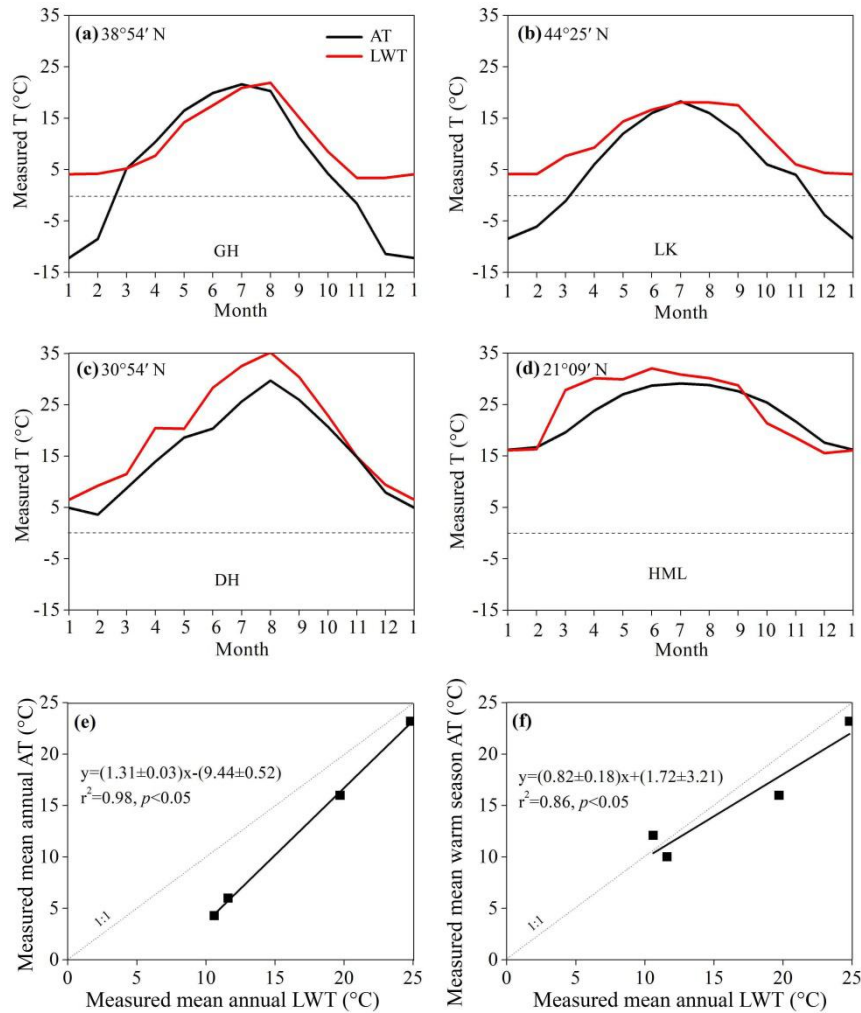 (a) 38°54′ N
AT
LWT
Measured T (°C)
35
25
15
5
-5
-15
GH
1 2 3 4 5 6 7 8 9 10 11 12 1
Month
(b) 44°25′ N
Measured T (°C)
35
25
15
5
-5
-15
LK
1 2 3 4 5 6 7 8 9 10 11 12 1
Month
(c) 30°54′ N
Measured T (°C)
35
25
15
5
-5
-15
DH
1 2 3 4 5 6 7 8 9 10 11 12 1
Month
(d) 21°09′ N
Measured T (°C)
35
25
15
5
-5
-15
HML
1 2 3 4 5 6 7 8 9 10 11 12 1
Month
(e)
Measured mean annual AT (°C)
25
20
15
10
5
0
y=(1.31±0.03)x-(9.44±0.52)
r²=0.98, p<0.05
1:1
0 5 10 15 20 25
Measured mean annual LWT (°C)
(f)
Measured mean warm season AT (°C)
25
20
15
10
5
0
y=(0.82±0.18)x+(1.72±3.21)
r²=0.86, p<0.05
1:1
0 5 10 15 20 25
Measured mean annual LWT (°C)